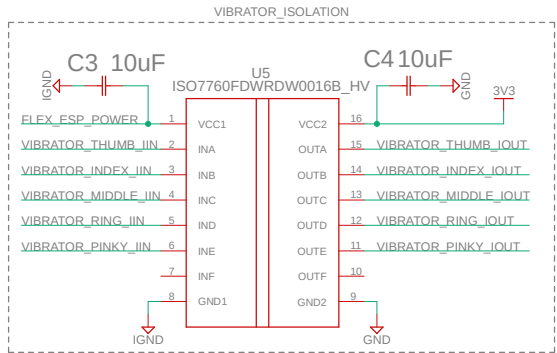 VIBRATOR_ISOLATION
C3 10uF
C4 10uF
IGND
GND
U5
ISO7760FDWRDW0016B_HV
3V3
FLEX_ESP_POWER 1 VCC1 VCC2 16
VIBRATOR_THUMB_IIN 2 INA OUTA 15 VIBRATOR_THUMB_IOUT
VIBRATOR_INDEX_IIN 3 INB OUTB 14 VIBRATOR_INDEX_IOUT
VIBRATOR_MIDDLE_IIN 4 INC OUTC 13 VIBRATOR_MIDDLE_IOUT
VIBRATOR_RING_IIN 5 IND OUTD 12 VIBRATOR_RING_IOUT
VIBRATOR_PINKY_IIN 6 INE OUTE 11 VIBRATOR_PINKY_IOUT
7 INF OUTF 10
8 GND1 GND2 9
IGND GND